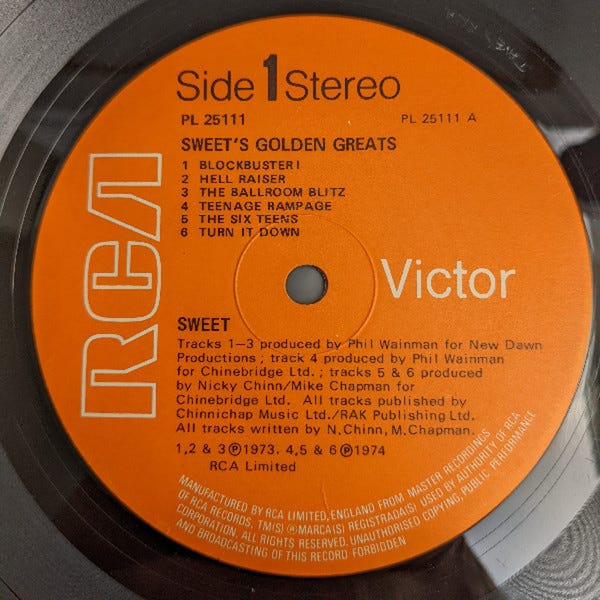 Side 1 Stereo
PL 25111 PL 25111 A
SWEET'S GOLDEN GREATS
1 BLOCKBUSTER!
2 HELL RAISER
3 THE BALLROOM BLITZ
4 TEENAGE RAMPAGE
5 THE SIX TEENS
6 TURN IT DOWN
RCA
Victor
SWEET
Tracks 1–3 produced by Phil Wainman for New Dawn
Productions; track 4 produced by Phil Wainman
for Chinebridge Ltd.; tracks 5 & 6 produced
by Nicky Chinn/Mike Chapman for
Chinebridge Ltd. All tracks published by
Chinnichap Music Ltd./RAK Publishing Ltd.
All tracks written by N.Chinn, M.Chapman.
1,2 & 3 Ⓟ1973. 4,5 & 6 Ⓟ1974
RCA Limited
MANUFACTURED BY RCA LIMITED, ENGLAND FROM MASTER RECORDINGS
OF RCA RECORDS, TM(S) ® MARCA(S) REGISTRADA(S) USED BY AUTHORITY OF RCA
CORPORATION. ALL RIGHTS RESERVED. UNAUTHORISED COPYING, PUBLIC PERFORMANCE
AND BROADCASTING OF THIS RECORD FORBIDDEN